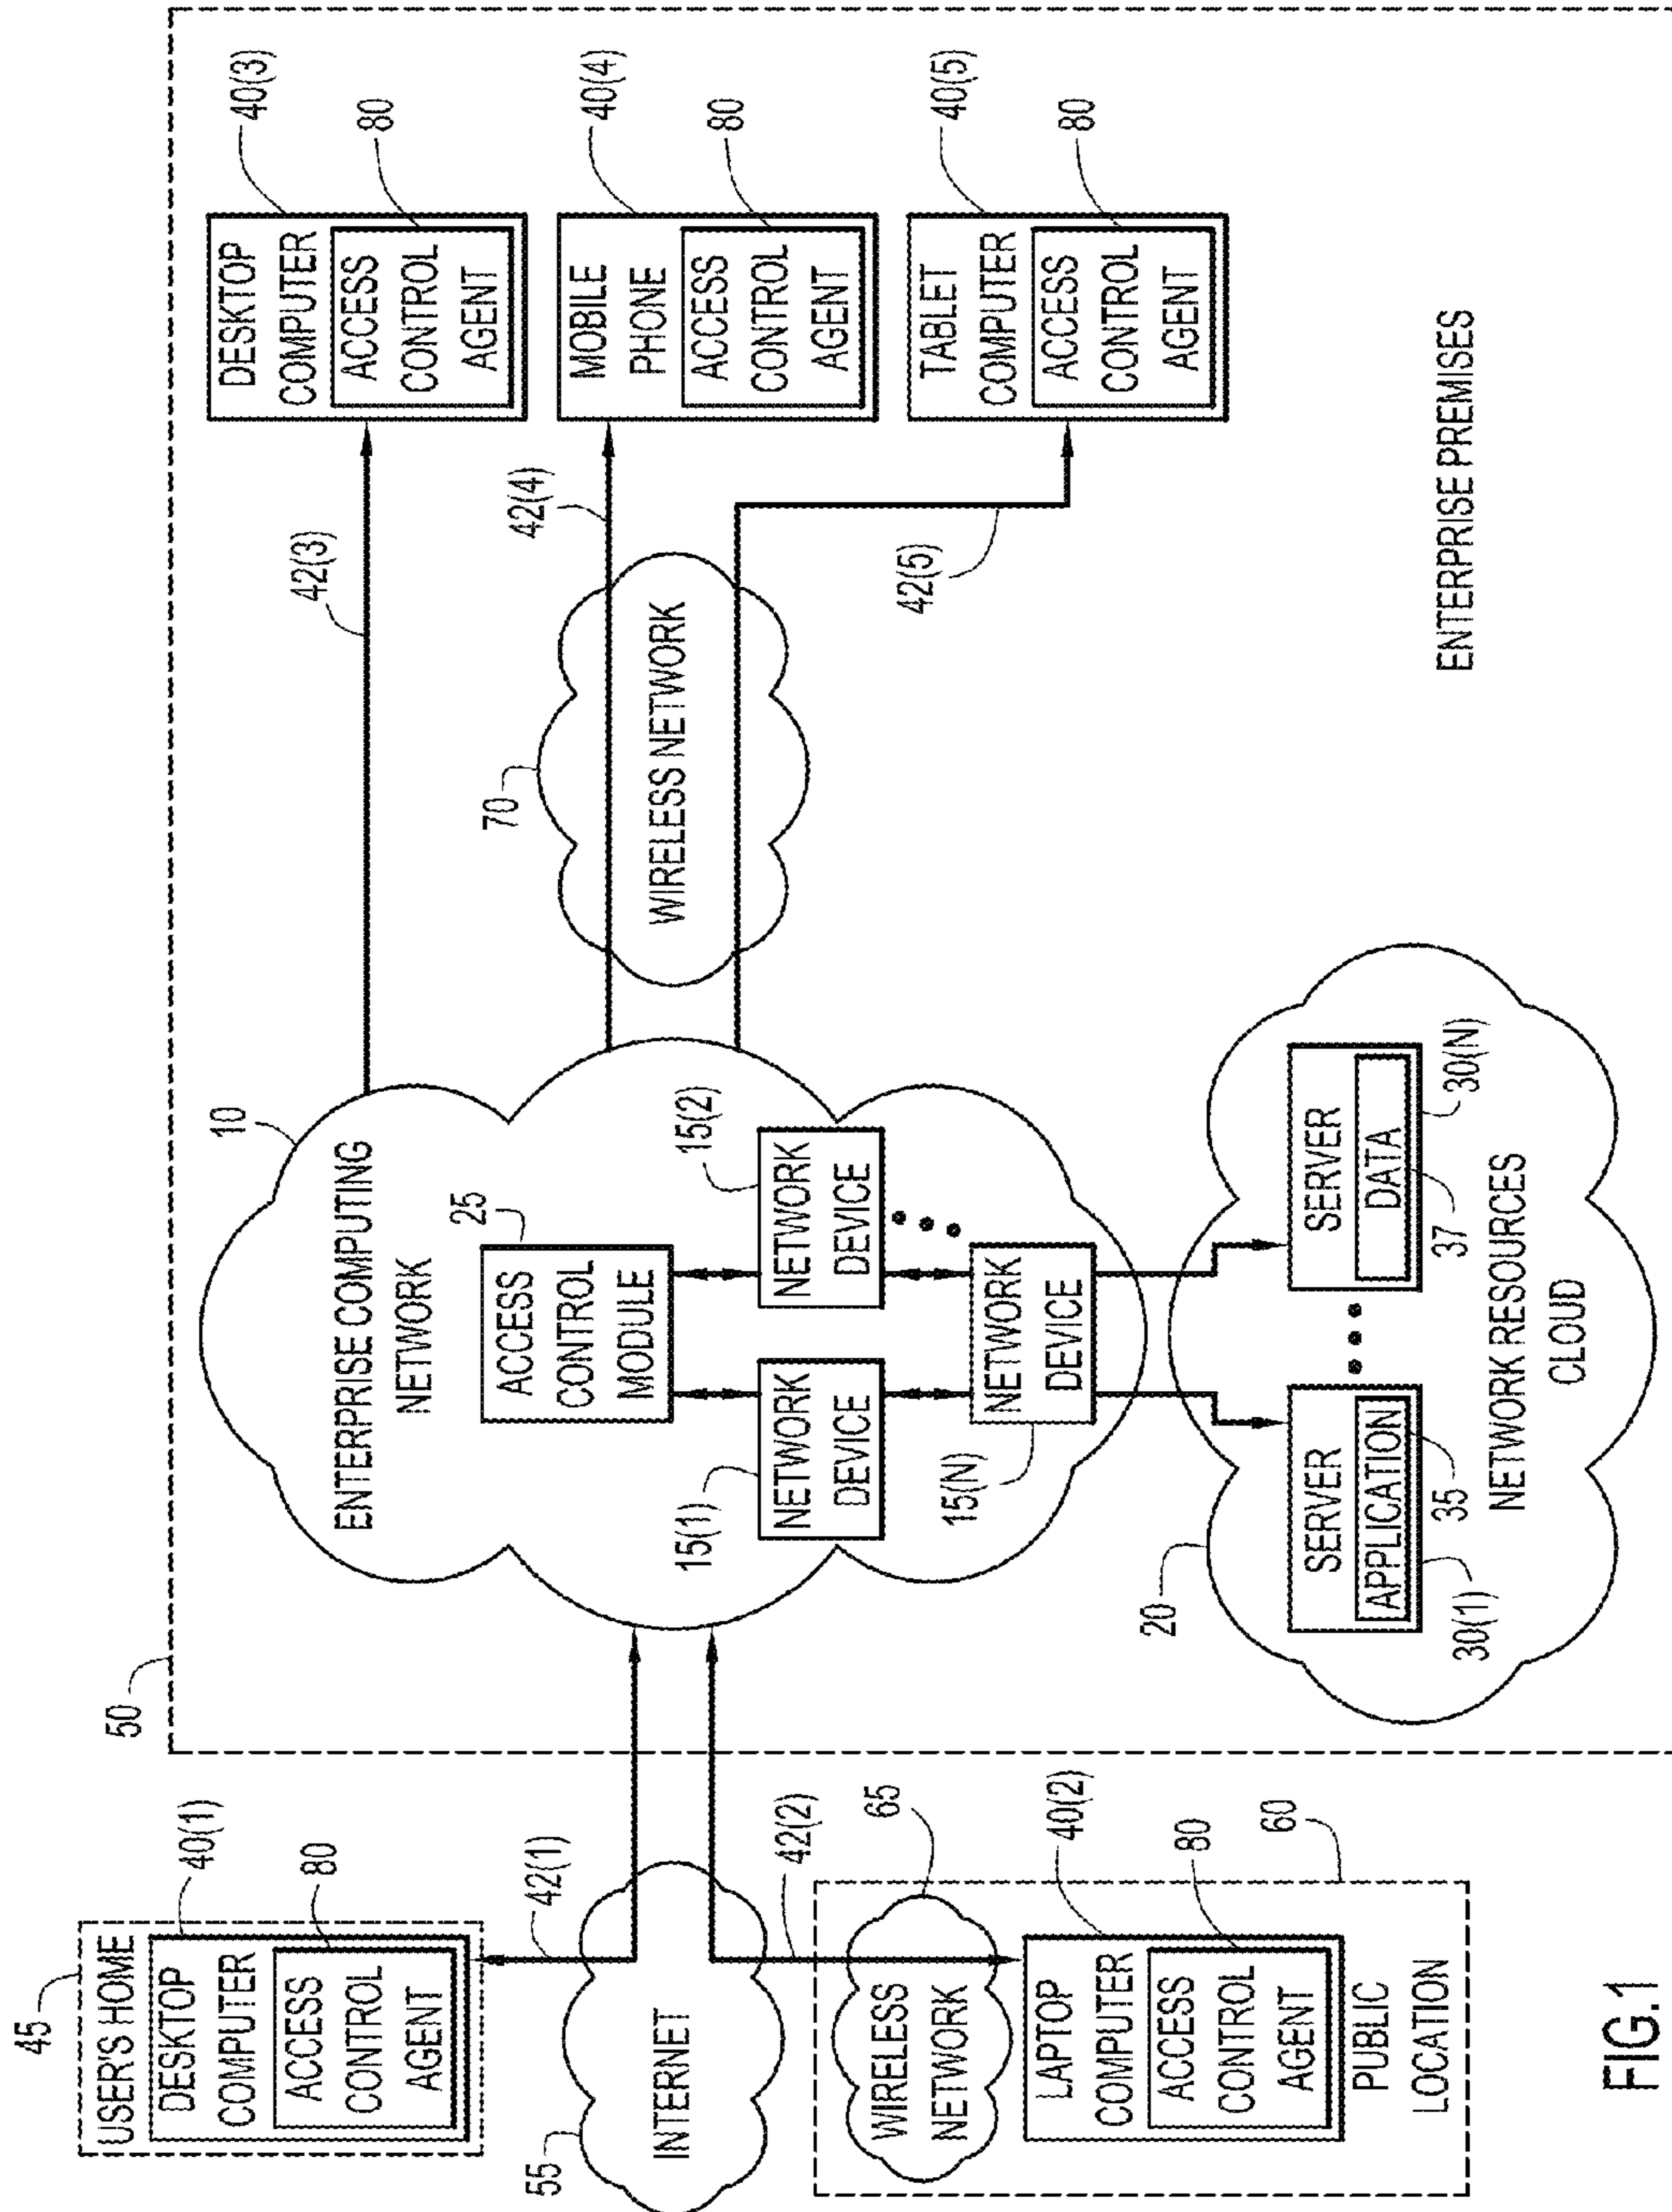 45
USER'S HOME
40(1)
DESKTOP
COMPUTER
80
ACCESS
CONTROL
AGENT
42(1)
55
INTERNET
42(2)
65
WIRELESS
NETWORK
40(2)
LAPTOP
COMPUTER
80
ACCESS
CONTROL
AGENT
60
PUBLIC
LOCATION
50
10
ENTERPRISE COMPUTING
NETWORK
25
ACCESS
CONTROL
MODULE
15(1)
NETWORK
DEVICE
15(2)
NETWORK
DEVICE
15(N)
NETWORK
DEVICE
20
SERVER
APPLICATION
30(1)
35
SERVER
DATA
37
30(N)
NETWORK RESOURCES
CLOUD
42(3)
70
WIRELESS NETWORK
42(4)
42(5)
40(3)
DESKTOP
COMPUTER
80
ACCESS
CONTROL
AGENT
40(4)
MOBILE
PHONE
80
ACCESS
CONTROL
AGENT
40(5)
TABLET
COMPUTER
80
ACCESS
CONTROL
AGENT
ENTERPRISE PREMISES
FIG.1